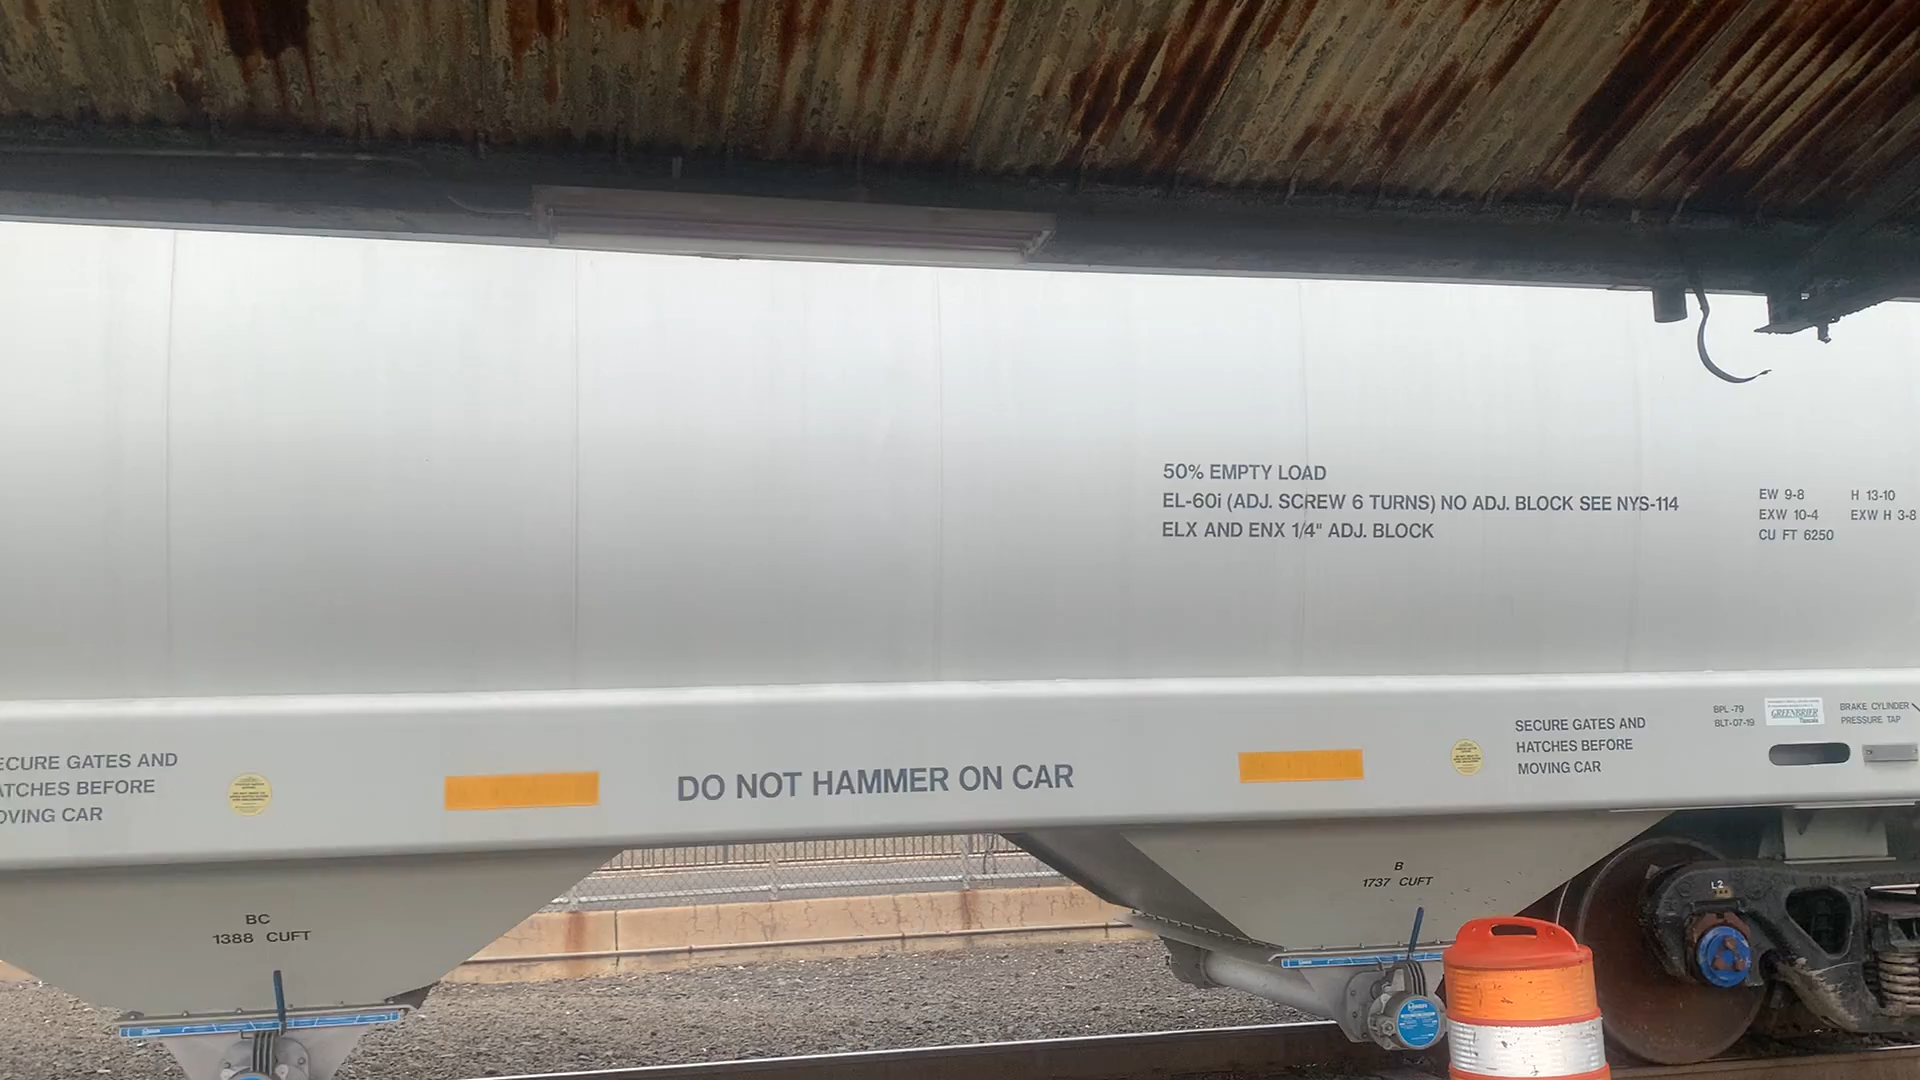 50% EMPTY LOAD
EL-60i (ADJ. SCREW 6 TURNS) NO ADJ. BLOCK SEE NYS-114
ELX AND ENX 1/4" ADJ. BLOCK
EW 9-8 H 13-10
EXW 10-4 EXW H 3-8
CU FT 6250
ECURE GATES AND
ATCHES BEFORE
OVING CAR
DO NOT HAMMER ON CAR
SECURE GATES AND
HATCHES BEFORE
MOVING CAR
BPL -79
BLT-07-19
GREENBRIER
BRAKE CYLINDER
PRESSURE TAP
BC
1388 CUFT
B
1737 CUFT
L2